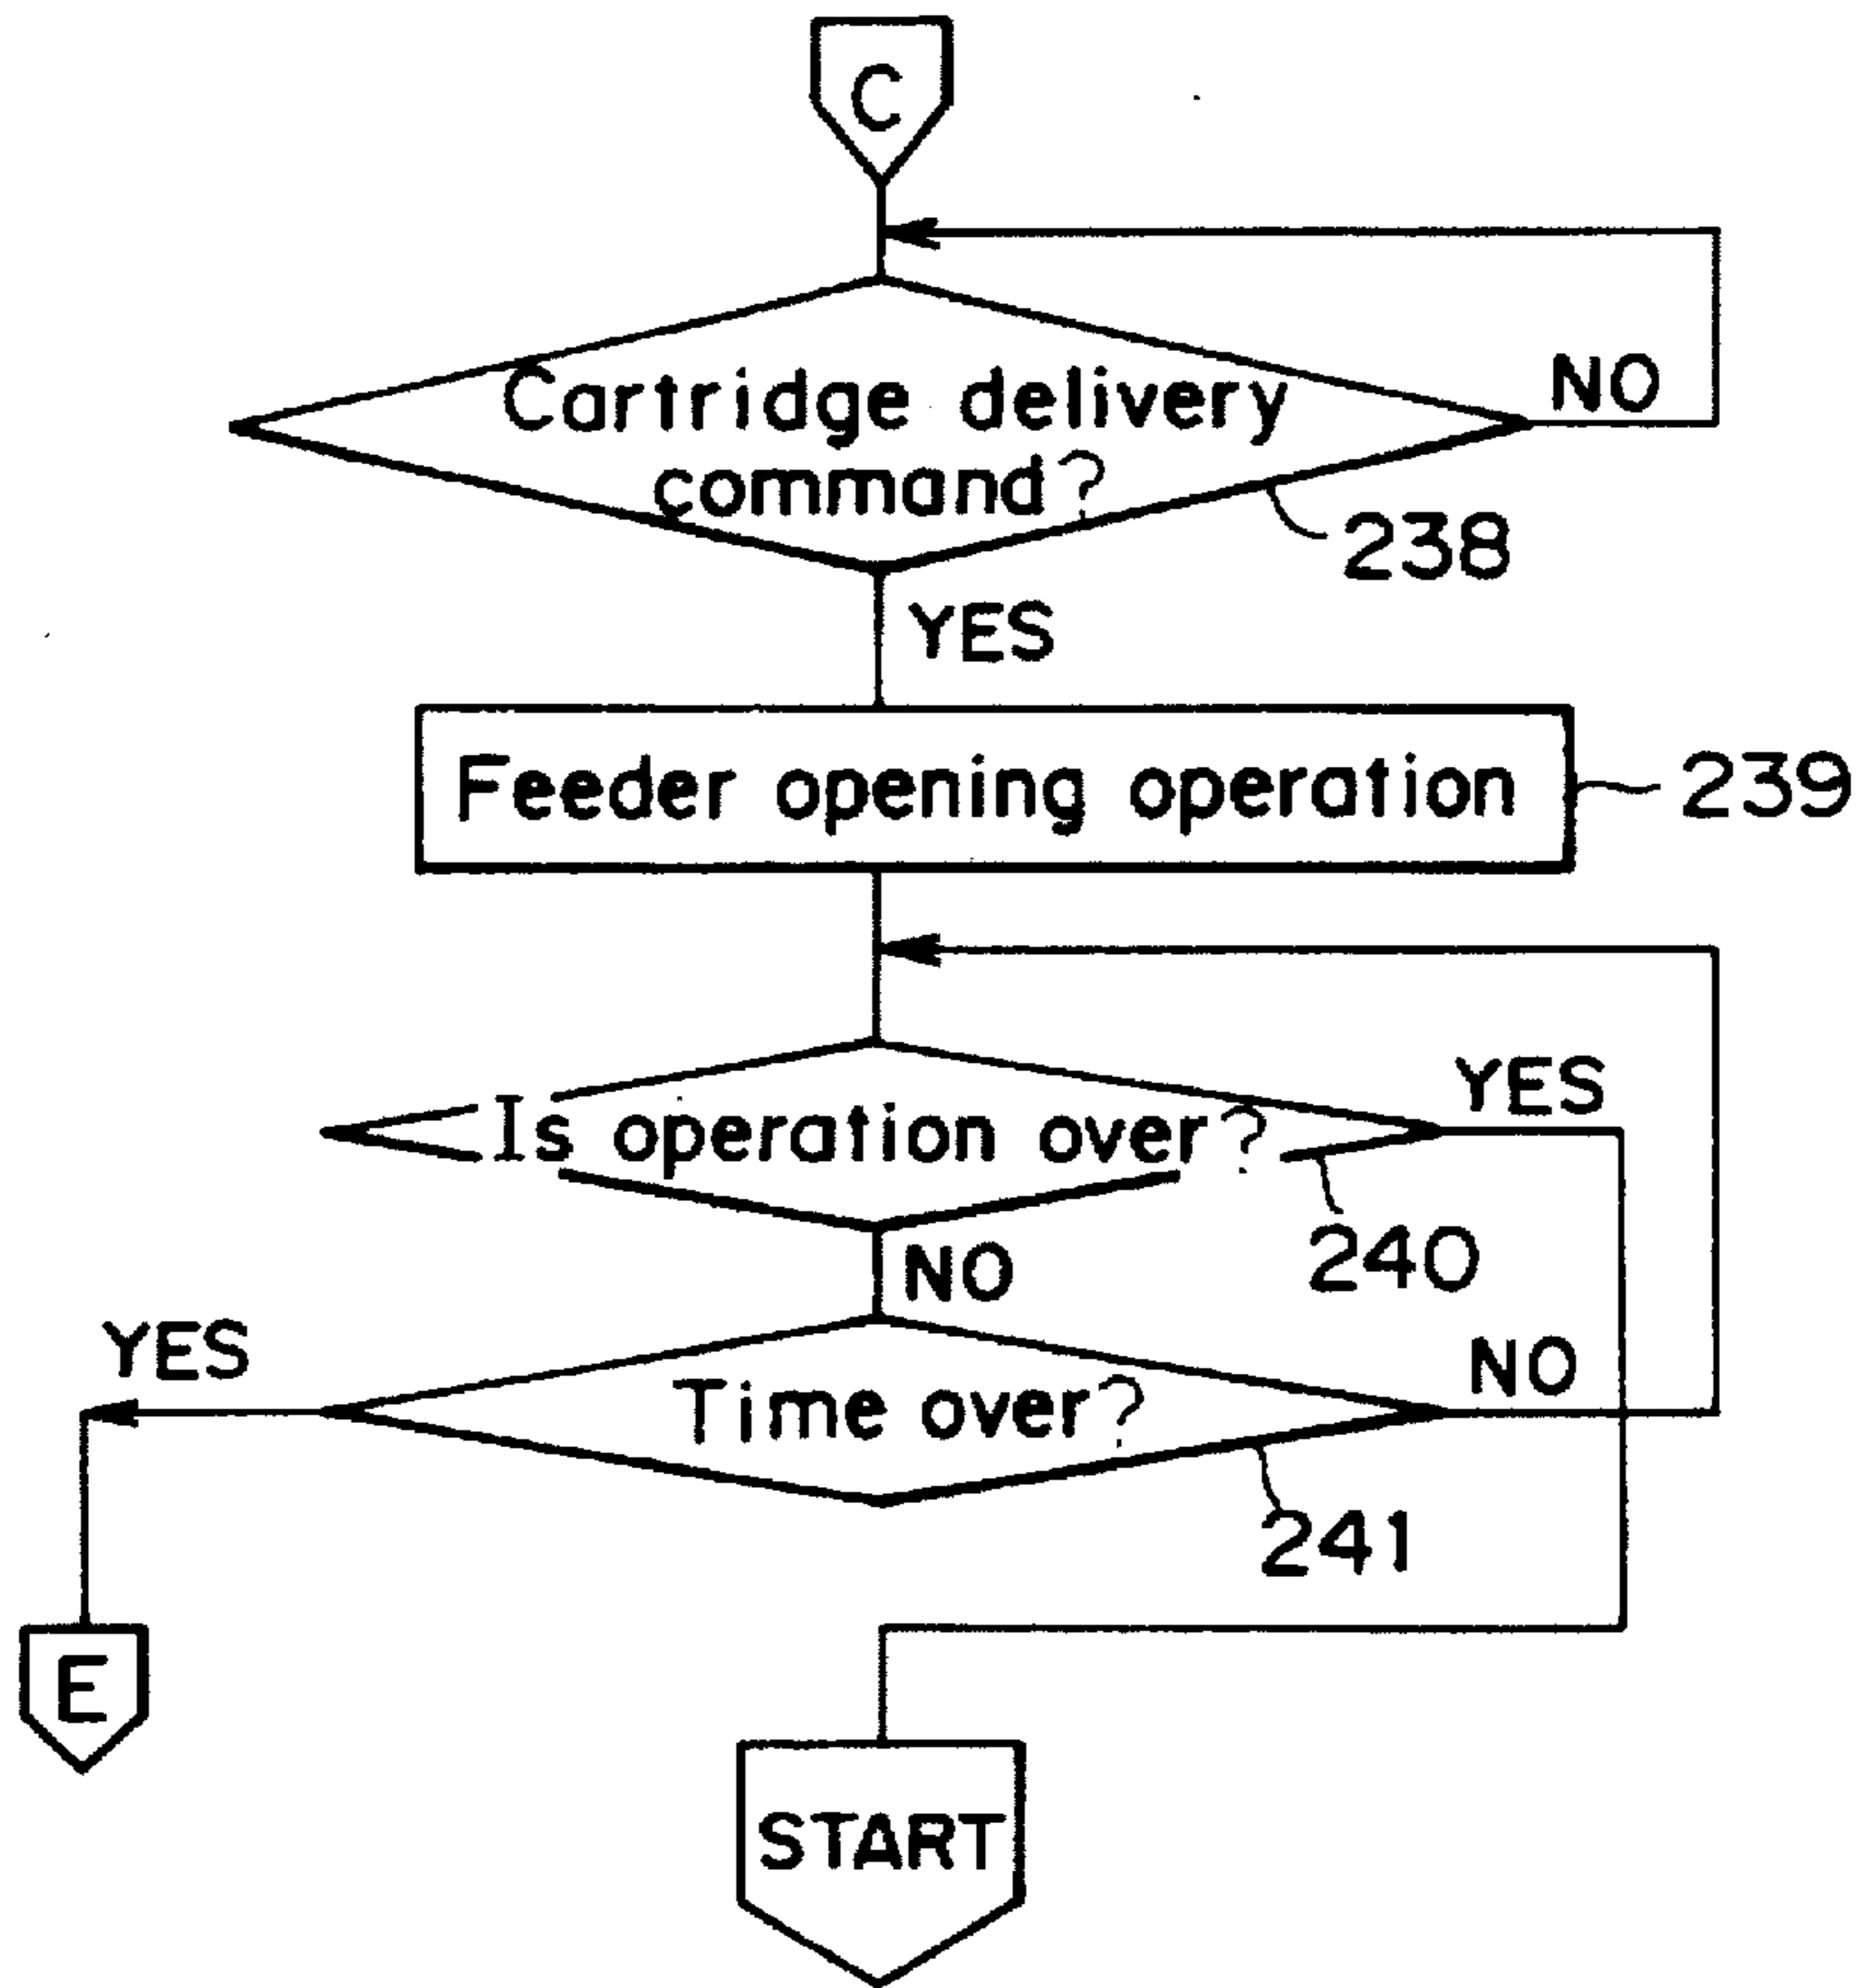 C
Cartridge delivery
command?
NO
238
YES
Feeder opening operation
239
Is operation over?
YES
240
NO
Time over?
YES
NO
241
E
START